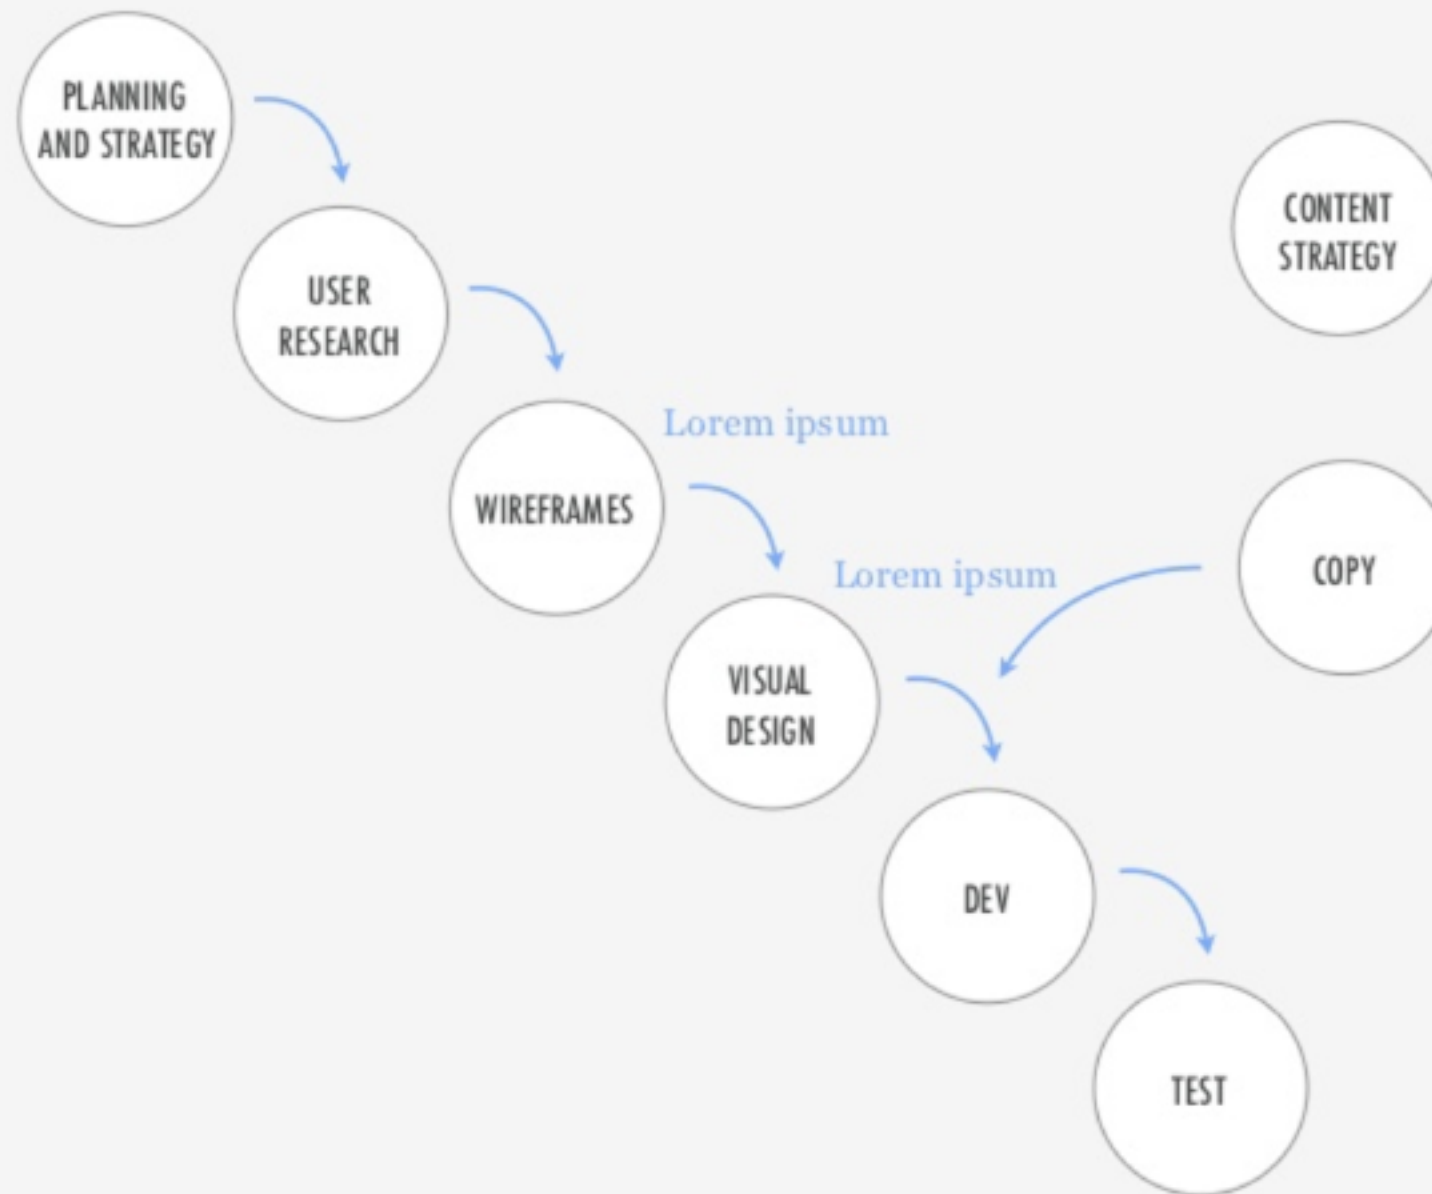 PLANNING
AND STRATEGY
CONTENT
STRATEGY
USER
RESEARCH
Lorem ipsum
WIREFRAMES
Lorem ipsum
COPY
VISUAL
DESIGN
DEV
TEST